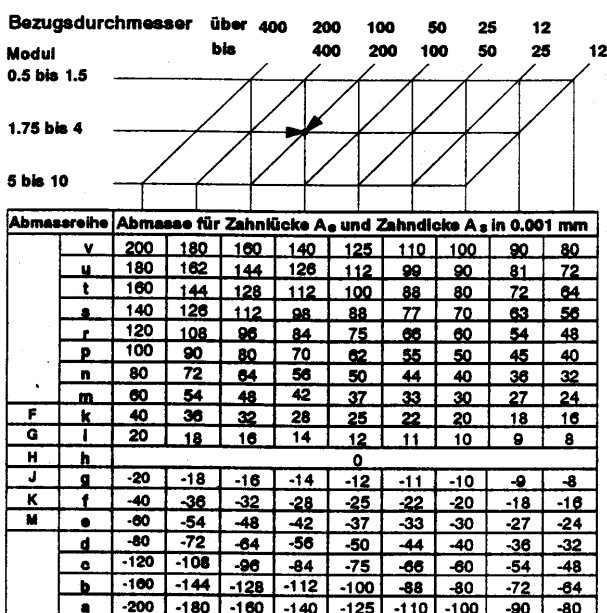 Bezugsdurchmesser über 400 200 100 50 25 12
Modul bis 400 200 100 50 25 12
0.5 bis 1.5
1.75 bis 4
5 bis 10
Abmassreihe Abmasse für Zahnlücke Ae und Zahndicke As in 0.001 mm
v 200 180 160 140 125 110 100 90 80
u 180 162 144 126 112 99 90 81 72
t 160 144 128 112 100 88 80 72 64
s 140 126 112 98 88 77 70 63 56
r 120 108 96 84 75 66 60 54 48
p 100 90 80 70 62 55 50 45 40
n 80 72 64 56 50 44 40 36 32
m 60 54 48 42 37 33 30 27 24
F k 40 36 32 28 25 22 20 18 16
G i 20 18 16 14 12 11 10 9 8
H h 0
J g -20 -18 -16 -14 -12 -11 -10 -9 -8
K f -40 -36 -32 -28 -25 -22 -20 -18 -16
M e -60 -54 -48 -42 -37 -33 -30 -27 -24
d -80 -72 -64 -56 -50 -44 -40 -36 -32
c -120 -108 -96 -84 -75 -66 -60 -54 -48
b -160 -144 -128 -112 -100 -88 -80 -72 -64
a -200 -180 -160 -140 -125 -110 -100 -90 -80